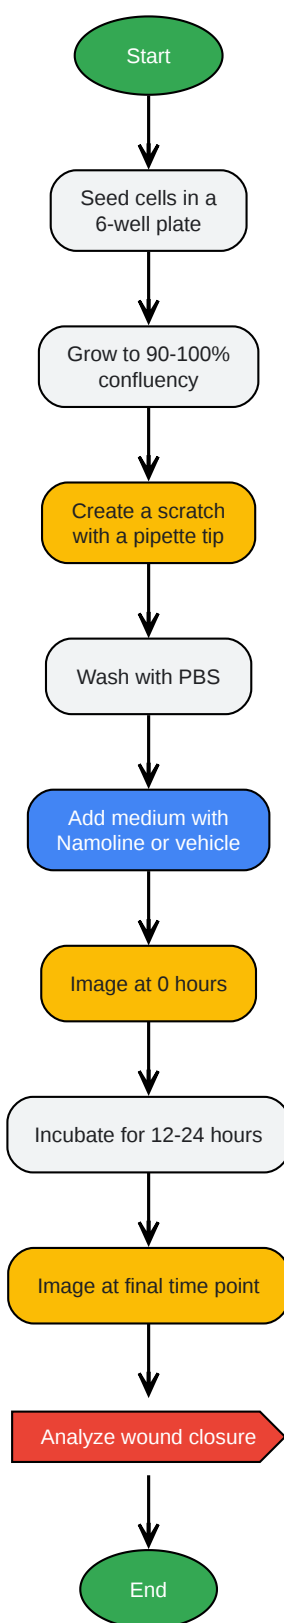 Start
Seed cells in a
6-well plate
Grow to 90-100%
confluency
Create a scratch
with a pipette tip
Wash with PBS
Add medium with
Namoline or vehicle
Image at 0 hours
Incubate for 12-24 hours
Image at final time point
Analyze wound closure
End